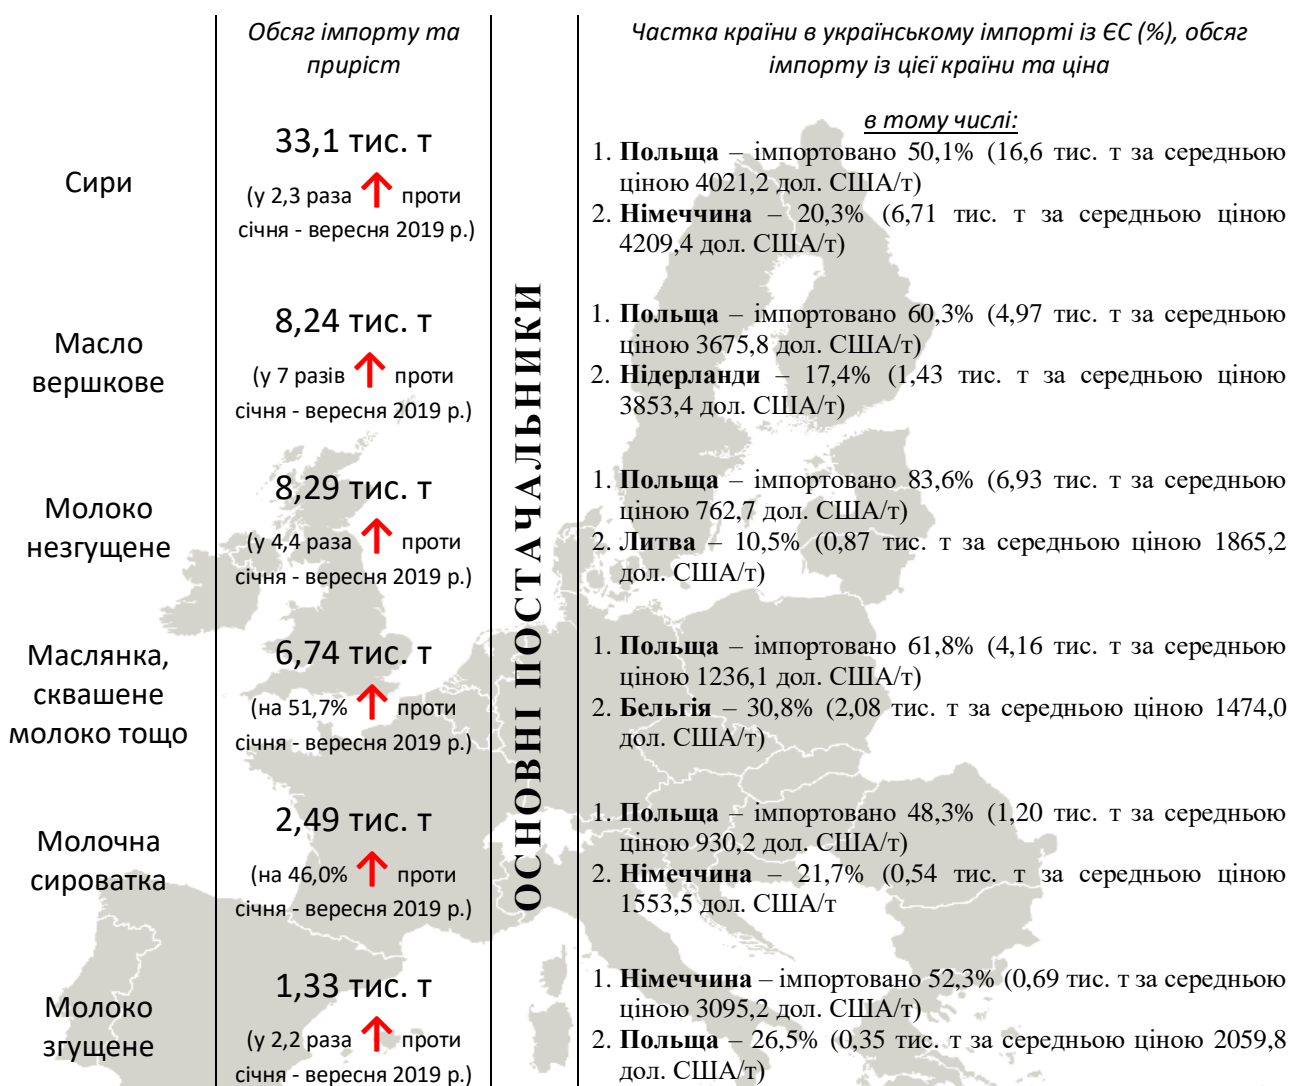 Обсяг імпорту та
приріст
Частка країни в українському імпорті із ЄС (%), обсяг
імпорту із цієї країни та ціна
ОСНОВНІ ПОСТАЧАЛЬНИКИ
в тому числі:
Сири
33,1 тис. т
(у 2,3 раза ↑ проти
січня - вересня 2019 р.)
1. Польща – імпортовано 50,1% (16,6 тис. т за середньою
ціною 4021,2 дол. США/т)
2. Німеччина – 20,3% (6,71 тис. т за середньою ціною
4209,4 дол. США/т)
Масло
вершкове
8,24 тис. т
(у 7 разів ↑ проти
січня - вересня 2019 р.)
1. Польща – імпортовано 60,3% (4,97 тис. т за середньою
ціною 3675,8 дол. США/т)
2. Нідерланди – 17,4% (1,43 тис. т за середньою ціною
3853,4 дол. США/т)
Молоко
незгущене
8,29 тис. т
(у 4,4 раза ↑ проти
січня - вересня 2019 р.)
1. Польща – імпортовано 83,6% (6,93 тис. т за середньою
ціною 762,7 дол. США/т)
2. Литва – 10,5% (0,87 тис. т за середньою ціною 1865,2
дол. США/т)
Маслянка,
сквашене
молоко тощо
6,74 тис. т
(на 51,7% ↑ проти
січня - вересня 2019 р.)
1. Польща – імпортовано 61,8% (4,16 тис. т за середньою
ціною 1236,1 дол. США/т)
2. Бельгія – 30,8% (2,08 тис. т за середньою ціною 1474,0
дол. США/т)
Молочна
сироватка
2,49 тис. т
(на 46,0% ↑ проти
січня - вересня 2019 р.)
1. Польща – імпортовано 48,3% (1,20 тис. т за середньою
ціною 930,2 дол. США/т)
2. Німеччина – 21,7% (0,54 тис. т за середньою ціною
1553,5 дол. США/т
Молоко
згущене
1,33 тис. т
(у 2,2 раза ↑ проти
січня - вересня 2019 р.)
1. Німеччина – імпортовано 52,3% (0,69 тис. т за середньою
ціною 3095,2 дол. США/т)
2. Польща – 26,5% (0,35 тис. т за середньою ціною 2059,8
дол. США/т)